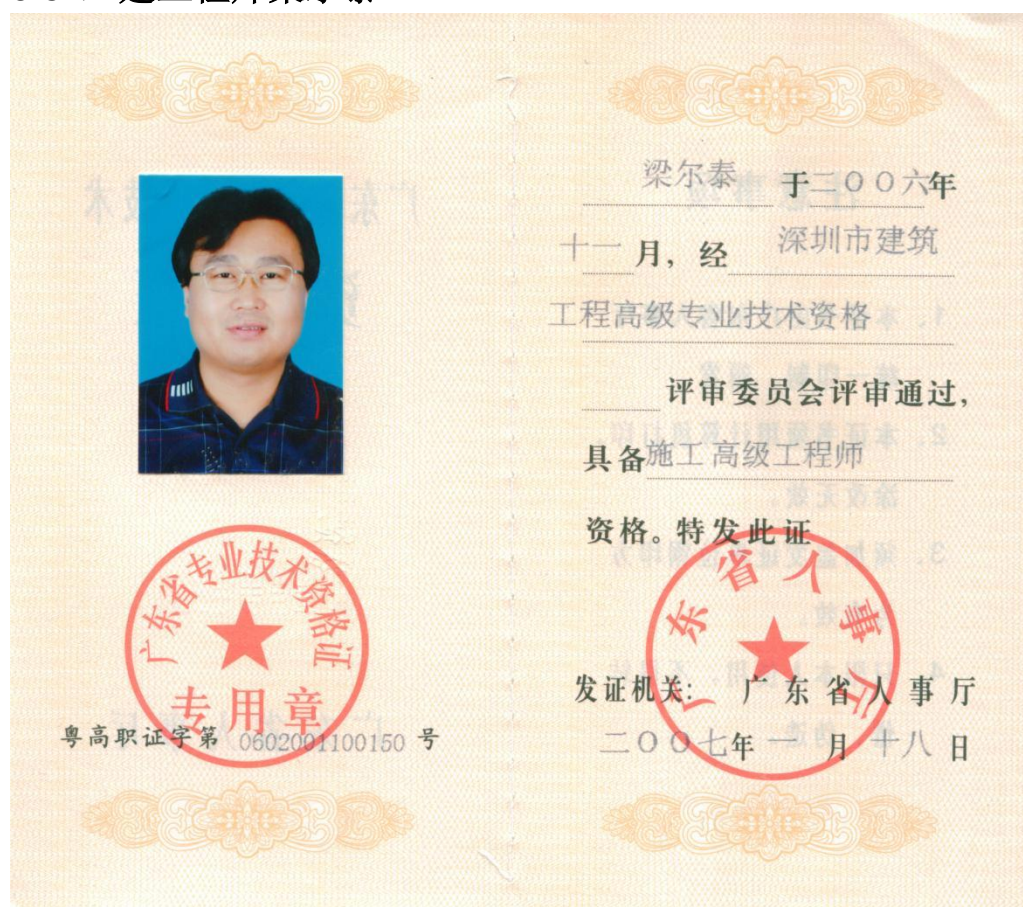 广东省专业技术资格证
专用章
粤高职证字第 0602001100150 号
梁尔泰 于二〇〇六年
十一月，经 深圳市建筑
工程高级专业技术资格
评审委员会评审通过，
具备施工高级工程师
资格。特发此证
广东省人事厅
发证机关： 广东省人事厅
二〇〇七年一月十八日